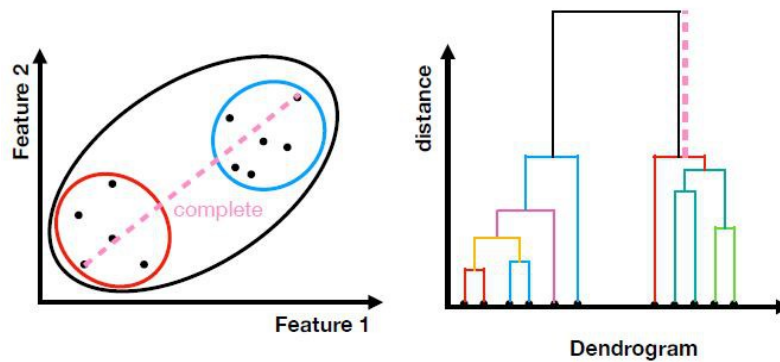 Feature 2
complete
Feature 1
distance
Dendrogram